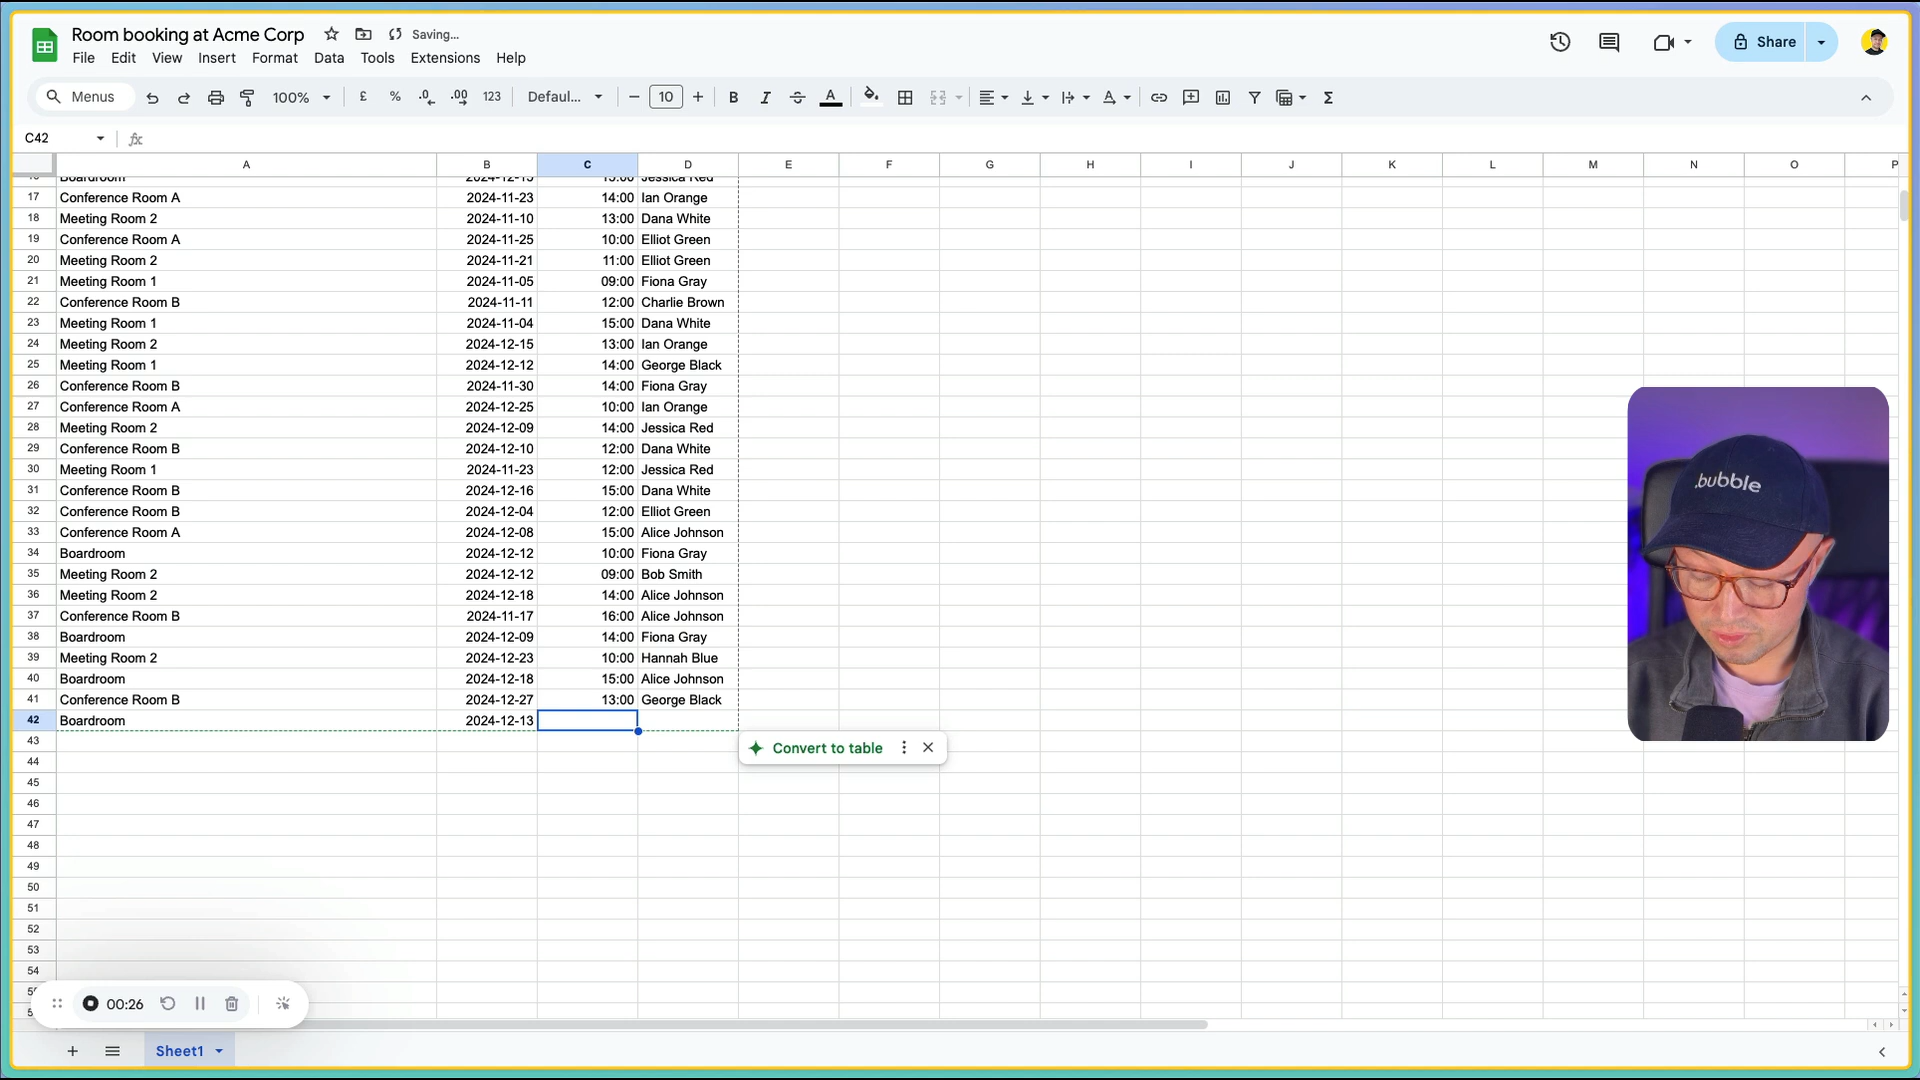 Room booking at Acme Corp Saving...
File Edit View Insert Format Data Tools Extensions Help
Share
Menus 100% £ % .0 .00 123 Defaul... 10 B I S A Σ
C42 fx
A B C D E F G H I J K L M N O P
Boardroom 2024-12-15 15:00 Jessica Red
17 Conference Room A 2024-11-23 14:00 Ian Orange
18 Meeting Room 2 2024-11-10 13:00 Dana White
19 Conference Room A 2024-11-25 10:00 Elliot Green
20 Meeting Room 2 2024-11-21 11:00 Elliot Green
21 Meeting Room 1 2024-11-05 09:00 Fiona Gray
22 Conference Room B 2024-11-11 12:00 Charlie Brown
23 Meeting Room 1 2024-11-04 15:00 Dana White
24 Meeting Room 2 2024-12-15 13:00 Ian Orange
25 Meeting Room 1 2024-12-12 14:00 George Black
26 Conference Room B 2024-11-30 14:00 Fiona Gray
27 Conference Room A 2024-12-25 10:00 Ian Orange
28 Meeting Room 2 2024-12-09 14:00 Jessica Red
29 Conference Room B 2024-12-10 12:00 Dana White
30 Meeting Room 1 2024-11-23 12:00 Jessica Red
31 Conference Room B 2024-12-16 15:00 Dana White
32 Conference Room B 2024-12-04 12:00 Elliot Green
33 Conference Room A 2024-12-08 15:00 Alice Johnson
34 Boardroom 2024-12-12 10:00 Fiona Gray
35 Meeting Room 2 2024-12-12 09:00 Bob Smith
36 Meeting Room 2 2024-12-18 14:00 Alice Johnson
37 Conference Room B 2024-11-17 16:00 Alice Johnson
38 Boardroom 2024-12-09 14:00 Fiona Gray
39 Meeting Room 2 2024-12-23 10:00 Hannah Blue
40 Boardroom 2024-12-18 15:00 Alice Johnson
41 Conference Room B 2024-12-27 13:00 George Black
42 Boardroom 2024-12-13
43
Convert to table
44
45
46
47
48
49
50
51
52
53
54
.bubble
00:26
Sheet1